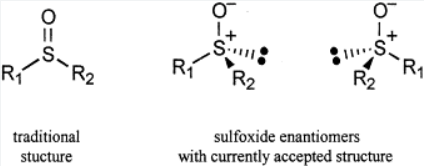 O
S
R1
R2
O−
S
+
R1
R2
O−
+
S
R2
R1
traditional
stucture
sulfoxide enantiomers
with currently accepted structure